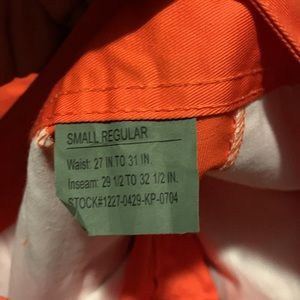 SMALL REGULAR
Waist: 27 IN TO 31 IN.
Inseam: 29 1/2 TO 32 1/2 IN.
STOCK#1227-0429-KP-0704